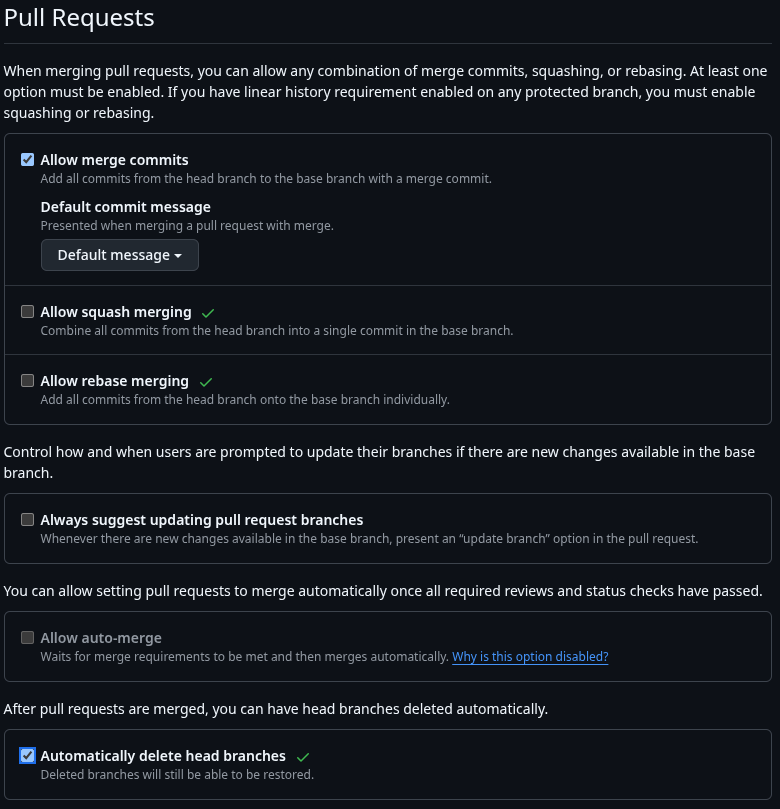 Pull Requests
When merging pull requests, you can allow any combination of merge commits, squashing, or rebasing. At least one
option must be enabled. If you have linear history requirement enabled on any protected branch, you must enable
squashing or rebasing.
Allow merge commits
Add all commits from the head branch to the base branch with a merge commit.
Default commit message
Presented when merging a pull request with merge.
Default message
Allow squash merging
Combine all commits from the head branch into a single commit in the base branch.
Allow rebase merging
Add all commits from the head branch onto the base branch individually.
Control how and when users are prompted to update their branches if there are new changes available in the base
branch.
Always suggest updating pull request branches
Whenever there are new changes available in the base branch, present an “update branch” option in the pull request.
You can allow setting pull requests to merge automatically once all required reviews and status checks have passed.
Allow auto-merge
Waits for merge requirements to be met and then merges automatically. Why is this option disabled?
After pull requests are merged, you can have head branches deleted automatically.
Automatically delete head branches
Deleted branches will still be able to be restored.